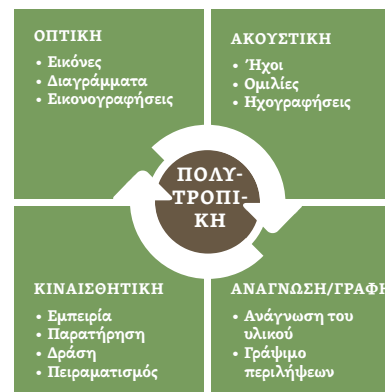 ΟΠΤΙΚΗ
• Εικόνες
• Διαγράμματα
• Εικονογραφήσεις
ΑΚΟΥΣΤΙΚΗ
• Ήχοι
• Ομιλίες
• Ηχογραφήσεις
ΠΟΛΥ-
ΤΡΟΠΙ-
ΚΗ
ΚΙΝΑΙΣΘΗΤΙΚΗ
• Εμπειρία
• Παρατήρηση
• Δράση
• Πειραματισμός
ΑΝΑΓΝΩΣΗ/ΓΡΑΦΗ
• Ανάγνωση του
υλικού
• Γράψιμο
περιλήψεων